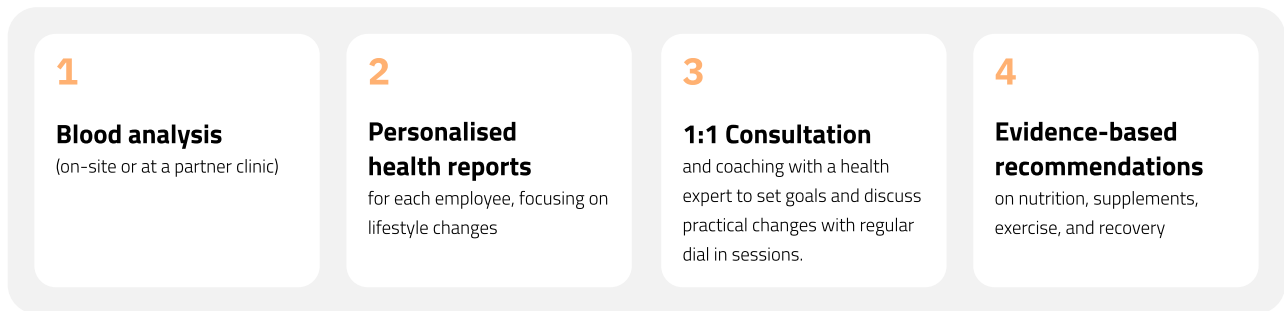 1
Blood analysis
(on-site or at a partner clinic)
2
Personalised
health reports
for each employee, focusing on
lifestyle changes
3
1:1 Consultation
and coaching with a health
expert to set goals and discuss
practical changes with regular
dial in sessions.
4
Evidence-based
recommendations
on nutrition, supplements,
exercise, and recovery